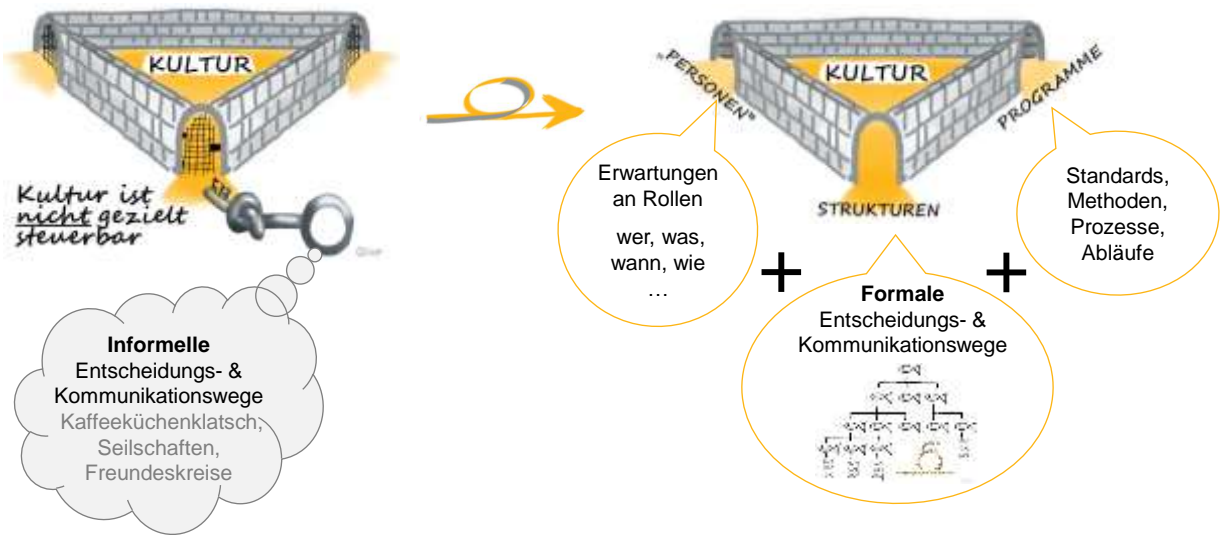 KULTUR
Kultur ist
nicht gezielt
steuerbar
Informelle
Entscheidungs- &
Kommunikationswege
Kaffeeküchenklatsch,
Seilschaften,
Freundeskreise
„PERSONEN“
KULTUR
PROGRAMME
STRUKTUREN
Erwartungen
an Rollen
wer, was,
wann, wie
…
+
Formale
Entscheidungs- &
Kommunikationswege
+
Standards,
Methoden,
Prozesse,
Abläufe